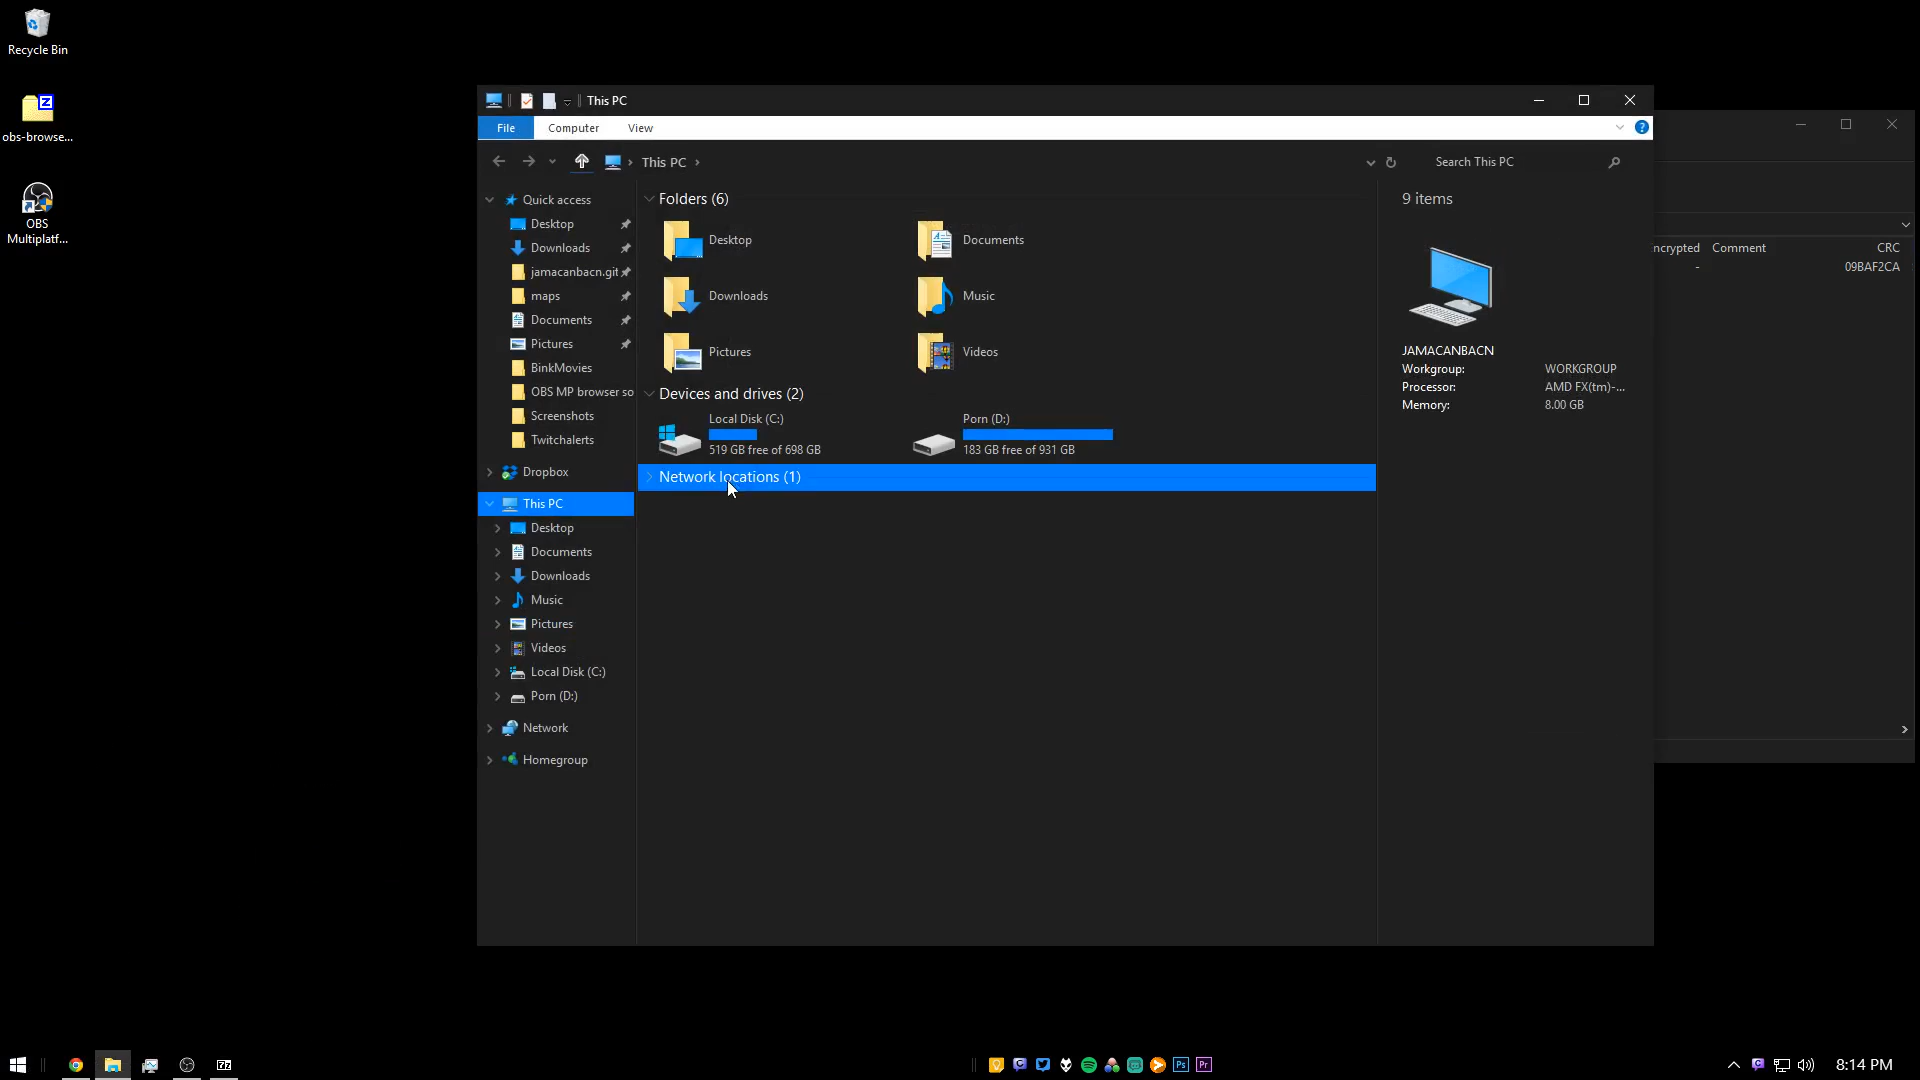 Recycle Bin
obs-browse...
OBS
Multiplatf...
This PC
File
Computer
View
This PC
Search This PC
Quick access
Desktop
Downloads
jamacanbacn.git
maps
Documents
Pictures
BinkMovies
OBS MP browser so
Screenshots
Twitchalerts
Dropbox
This PC
Desktop
Documents
Downloads
Music
Pictures
Videos
Local Disk (C:)
Porn (D:)
Network
Homegroup
Folders (6)
Desktop
Documents
Downloads
Music
Pictures
Videos
Devices and drives (2)
Local Disk (C:)
519 GB free of 698 GB
Porn (D:)
183 GB free of 931 GB
Network locations (1)
9 items
JAMACANBACN
Workgroup: WORKGROUP
Processor: AMD FX(tm)-...
Memory: 8.00 GB
ncrypted Comment CRC
- 09BAF2CA
7z
Ps
Pr
8:14 PM